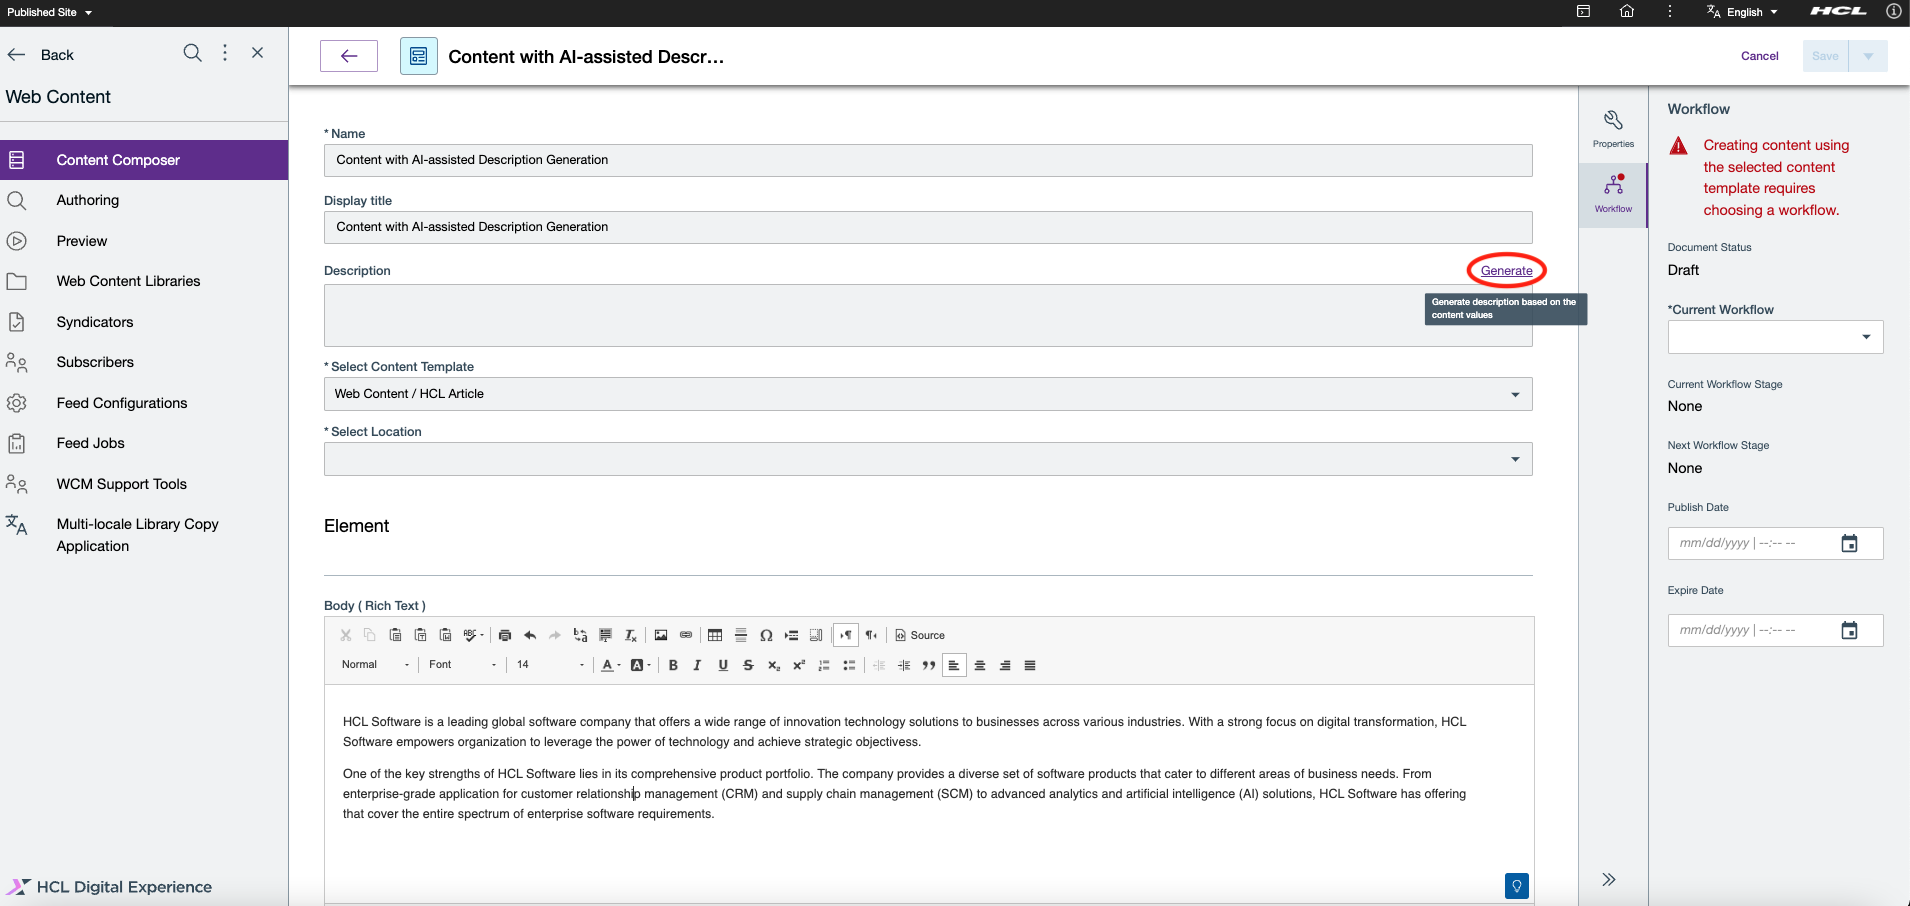 Published Site
English
HCL
Back
Web Content
Content Composer
Authoring
Preview
Web Content Libraries
Syndicators
Subscribers
Feed Configurations
Feed Jobs
WCM Support Tools
Multi-locale Library Copy
Application
HCL Digital Experience
Content with AI-assisted Descr...
Cancel
Save
* Name
Content with AI-assisted Description Generation
Display title
Content with AI-assisted Description Generation
Description
Generate
Generate description based on the
content values
* Select Content Template
Web Content / HCL Article
* Select Location
Element
Body ( Rich Text )
Source
Normal Font 14
HCL Software is a leading global software company that offers a wide range of innovation technology solutions to businesses across various industries. With a strong focus on digital transformation, HCL
Software empowers organization to leverage the power of technology and achieve strategic objectivess.
One of the key strengths of HCL Software lies in its comprehensive product portfolio. The company provides a diverse set of software products that cater to different areas of business needs. From
enterprise-grade application for customer relationship management (CRM) and supply chain management (SCM) to advanced analytics and artificial intelligence (AI) solutions, HCL Software has offering
that cover the entire spectrum of enterprise software requirements.
Properties
Workflow
Workflow
Creating content using
the selected content
template requires
choosing a workflow.
Document Status
Draft
*Current Workflow
Current Workflow Stage
None
Next Workflow Stage
None
Publish Date
mm/dd/yyyy | --:-- --
Expire Date
mm/dd/yyyy | --:-- --